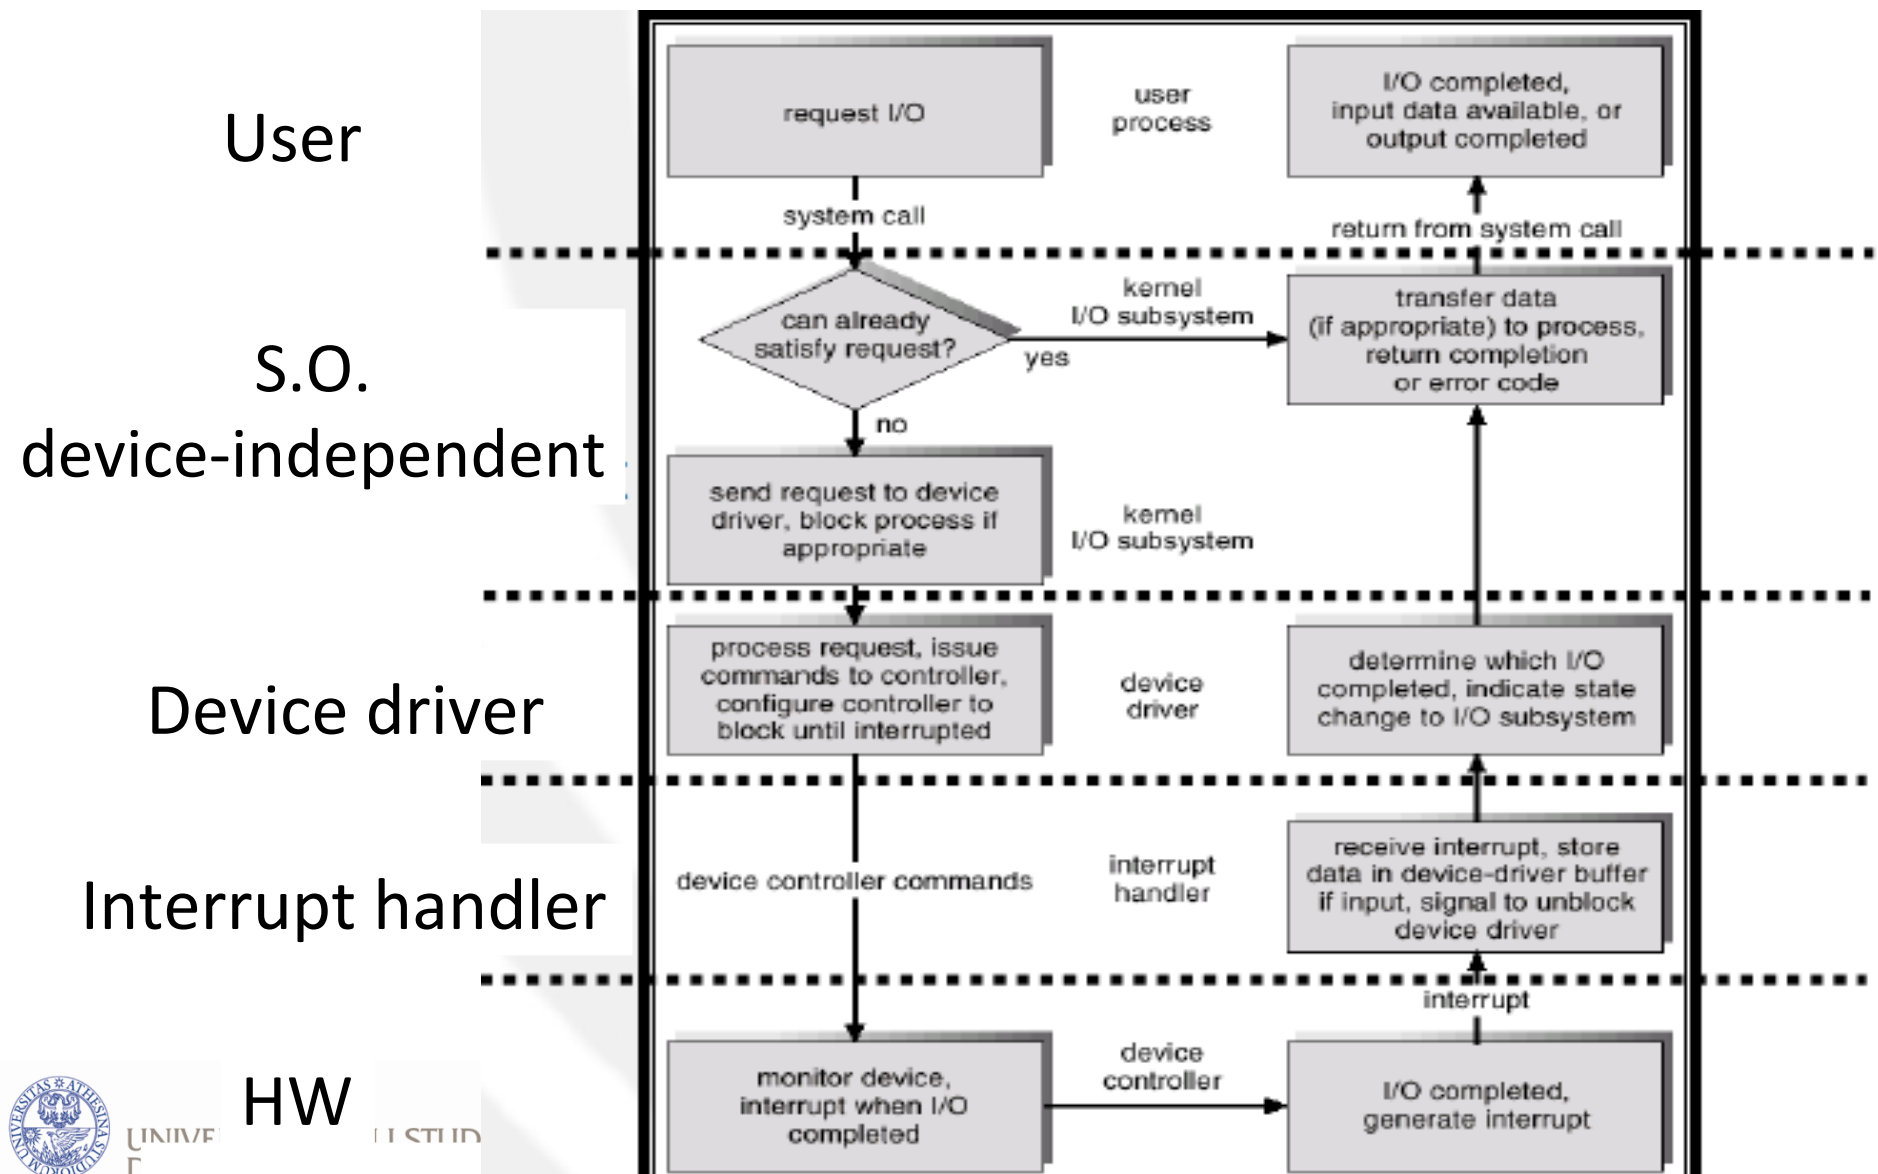 User
request I/O
user
process
I/O completed,
input data available, or
output completed
system call
return from system call
S.O.
device-independent
can already
satisfy request?
kernel
I/O subsystem
yes
transfer data
(if appropriate) to process,
return completion
or error code
no
send request to device
driver, block process if
appropriate
kernel
I/O subsystem
Device driver
process request, issue
commands to controller,
configure controller to
block until interrupted
device
driver
determine which I/O
completed, indicate state
change to I/O subsystem
Interrupt handler
device controller commands
interrupt
handler
receive interrupt, store
data in device-driver buffer
if input, signal to unblock
device driver
interrupt
HW
monitor device,
interrupt when I/O
completed
device
controller
I/O completed,
generate interrupt